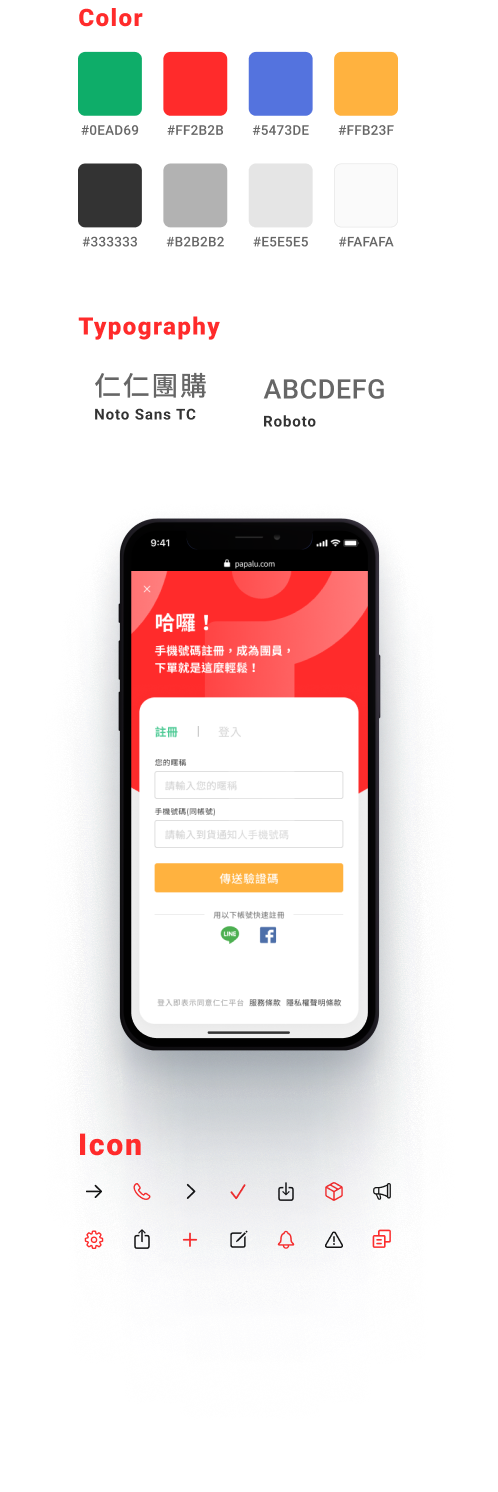 Color
#0EAD69 #FF2B2B #5473DE #FFB23F
#333333 #B2B2B2 #E5E5E5 #FAFAFA
Typography
仁仁團購 ABCDEFG
Noto Sans TC Roboto
9:41
papalu.com
哈囉！
手機號碼註冊，成為團員，
下單就是這麼輕鬆！
註冊 | 登入
您的暱稱
請輸入您的暱稱
手機號碼(同帳號)
請輸入到貨通知人手機號碼
傳送驗證碼
用以下帳號快速註冊
LINE
登入即表示同意仁仁平台 服務條款 隱私權聲明條款
Icon